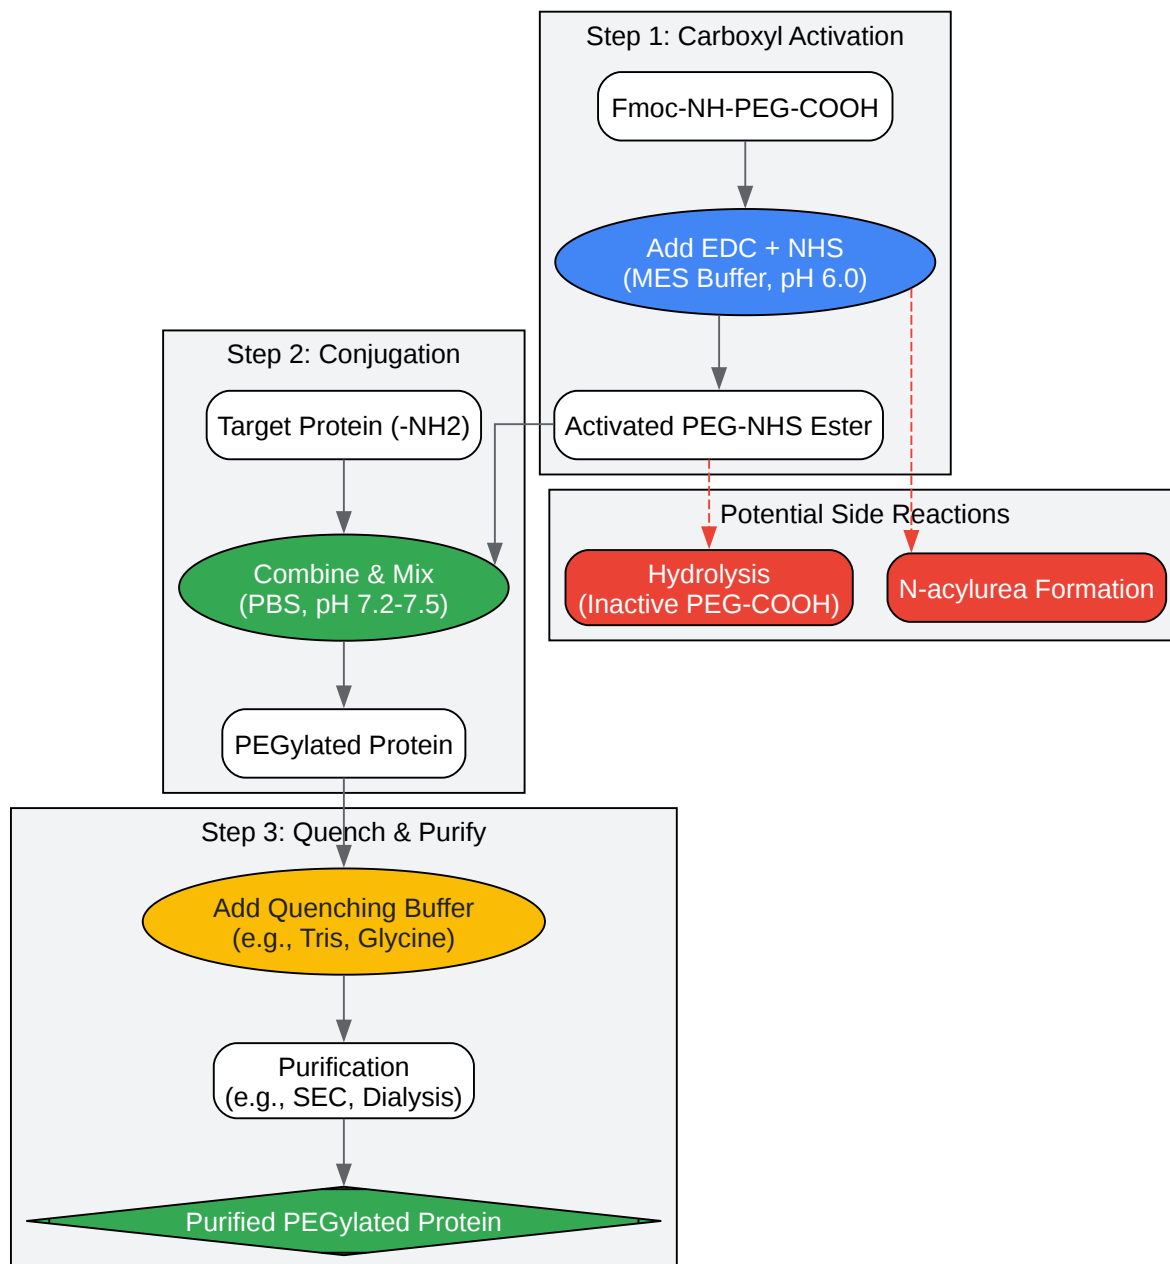 Step 1: Carboxyl Activation
Fmoc-NH-PEG-COOH
Add EDC + NHS
(MES Buffer, pH 6.0)
Activated PEG-NHS Ester
Step 2: Conjugation
Target Protein (-NH2)
Combine & Mix
(PBS, pH 7.2-7.5)
PEGylated Protein
Potential Side Reactions
Hydrolysis
(Inactive PEG-COOH)
N-acylurea Formation
Step 3: Quench & Purify
Add Quenching Buffer
(e.g., Tris, Glycine)
Purification
(e.g., SEC, Dialysis)
Purified PEGylated Protein